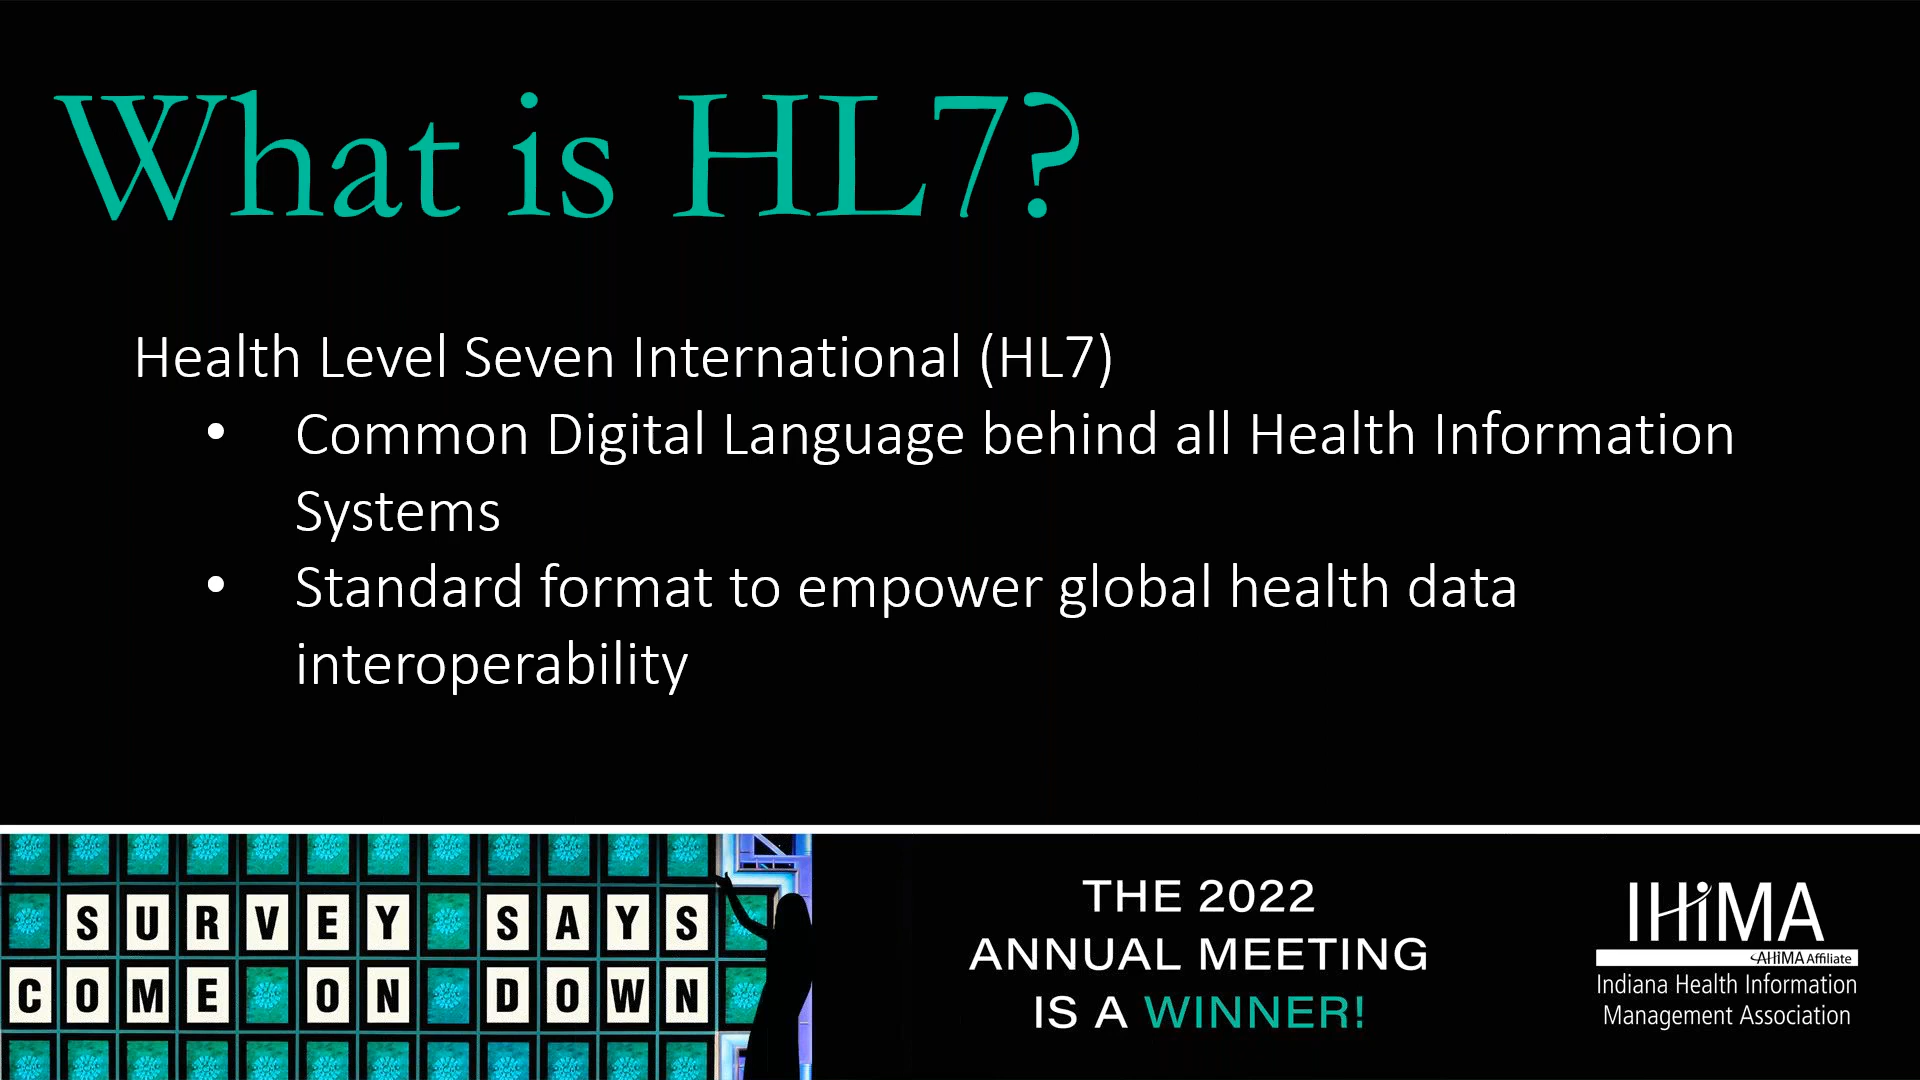 What is HL7?
Health Level Seven International (HL7)
• Common Digital Language behind all Health Information
Systems
• Standard format to empower global health data
interoperability
SURVEY SAYS
COME ON DOWN
THE 2022
ANNUAL MEETING
IS A WINNER!
IHiMA
AHiMA Affiliate
Indiana Health Information
Management Association